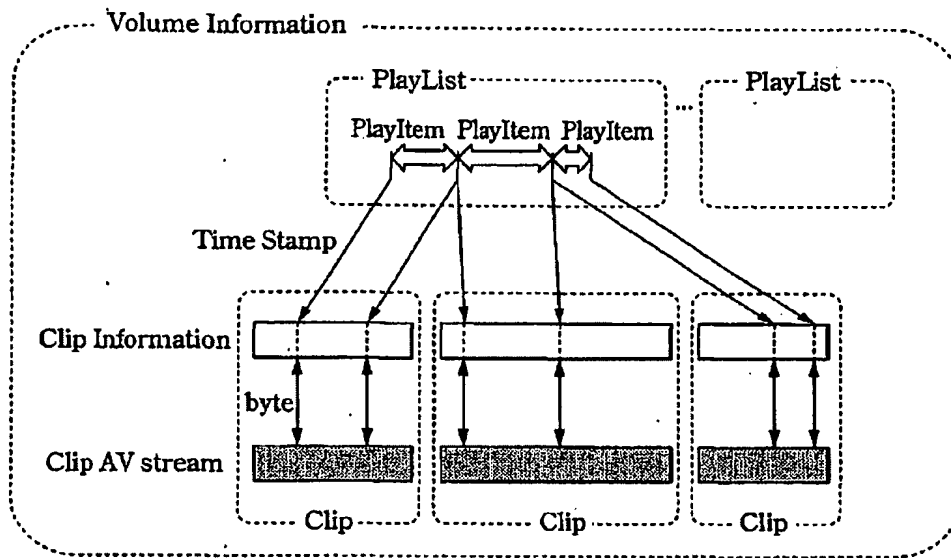 Volume Information
PlayList ... PlayList
PlayItem PlayItem PlayItem
Time Stamp
Clip Information
byte
Clip AV stream
Clip Clip Clip